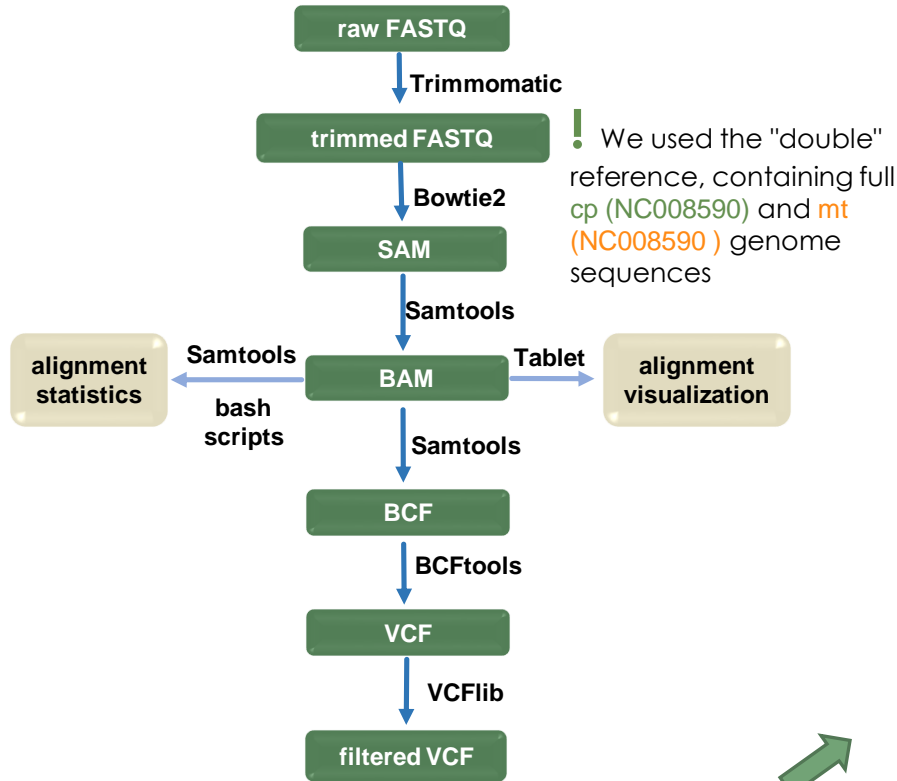 raw FASTQ
Trimmomatic
trimmed FASTQ
! We used the "double"
reference, containing full
cp (NC008590) and mt
(NC008590 ) genome
sequences
Bowtie2
SAM
Samtools
alignment
statistics
Samtools
bash
scripts
BAM
Tablet
alignment
visualization
Samtools
BCF
BCFtools
VCF
VCFlib
filtered VCF